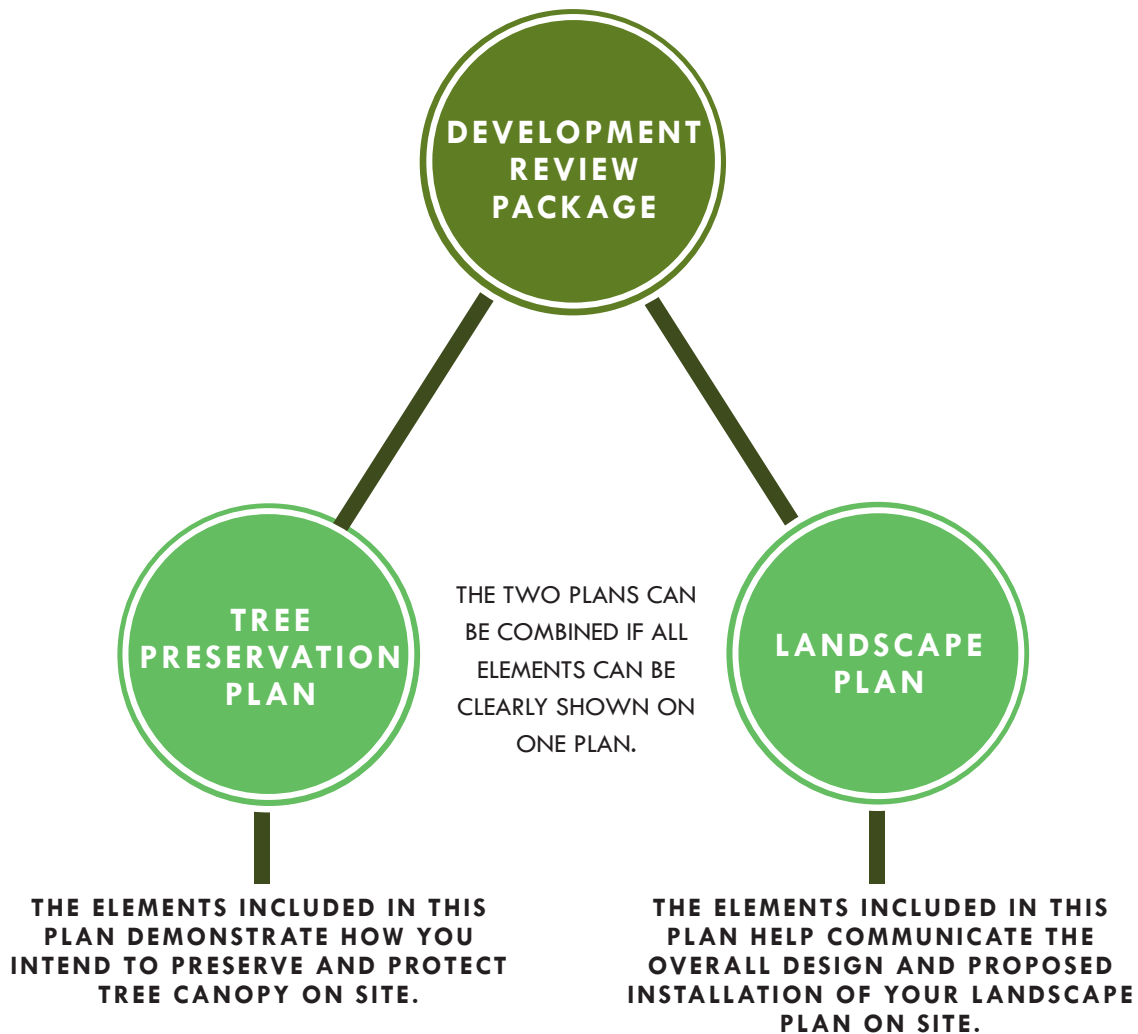 DEVELOPMENT
REVIEW
PACKAGE
TREE
PRESERVATION
PLAN
THE TWO PLANS CAN
BE COMBINED IF ALL
ELEMENTS CAN BE
CLEARLY SHOWN ON
ONE PLAN.
LANDSCAPE
PLAN
THE ELEMENTS INCLUDED IN THIS
PLAN DEMONSTRATE HOW YOU
INTEND TO PRESERVE AND PROTECT
TREE CANOPY ON SITE.
THE ELEMENTS INCLUDED IN THIS
PLAN HELP COMMUNICATE THE
OVERALL DESIGN AND PROPOSED
INSTALLATION OF YOUR LANDSCAPE
PLAN ON SITE.